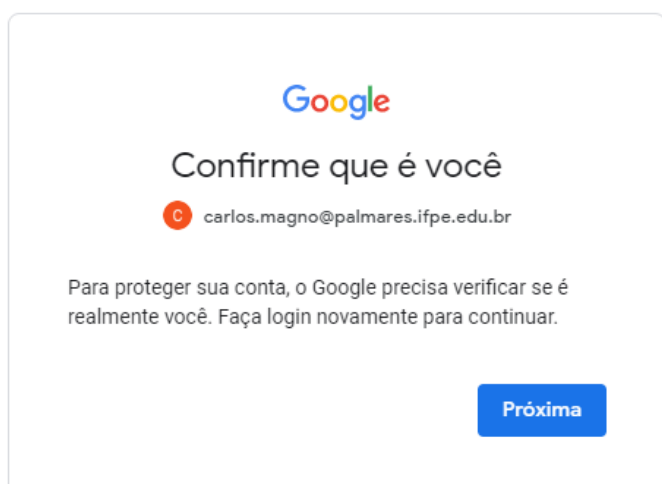 Google
Confirme que é você
C carlos.magno@palmares.ifpe.edu.br
Para proteger sua conta, o Google precisa verificar se é
realmente você. Faça login novamente para continuar.
Próxima